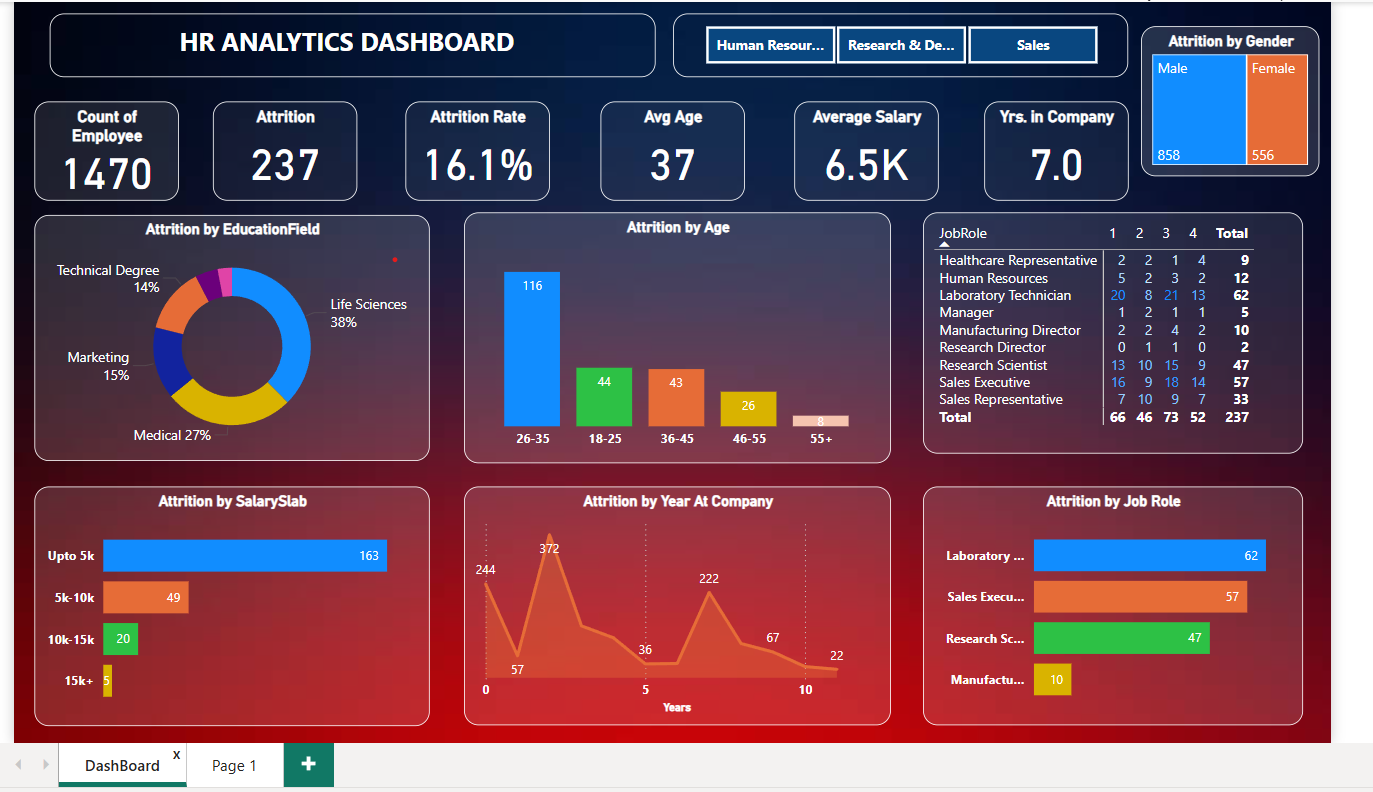 HR ANALYTICS DASHBOARD
Human Resour...
Research & De...
Sales
Attrition by Gender
Male
Female
858
556
Count of
Employee
1470
Attrition
237
Attrition Rate
16.1%
Avg Age
37
Average Salary
6.5K
Yrs. in Company
7.0
Attrition by EducationField
Technical Degree
14%
Life Sciences
38%
Marketing
15%
Medical 27%
Attrition by Age
116
44
43
26
8
26-35 18-25 36-45 46-55 55+
JobRole 1 2 3 4 Total
Healthcare Representative 2 2 1 4 9
Human Resources 5 2 3 2 12
Laboratory Technician 20 8 21 13 62
Manager 1 2 1 1 5
Manufacturing Director 2 2 4 2 10
Research Director 0 1 1 0 2
Research Scientist 13 10 15 9 47
Sales Executive 16 9 18 14 57
Sales Representative 7 10 9 7 33
Total 66 46 73 52 237
Attrition by SalarySlab
Upto 5k 163
5k-10k 49
10k-15k 20
15k+ 5
Attrition by Year At Company
372
244
222
36
67
22
57
0 5 10
Years
Attrition by Job Role
Laboratory ... 62
Sales Execu... 57
Research Sc... 47
Manufactu... 10
DashBoard x
Page 1
+